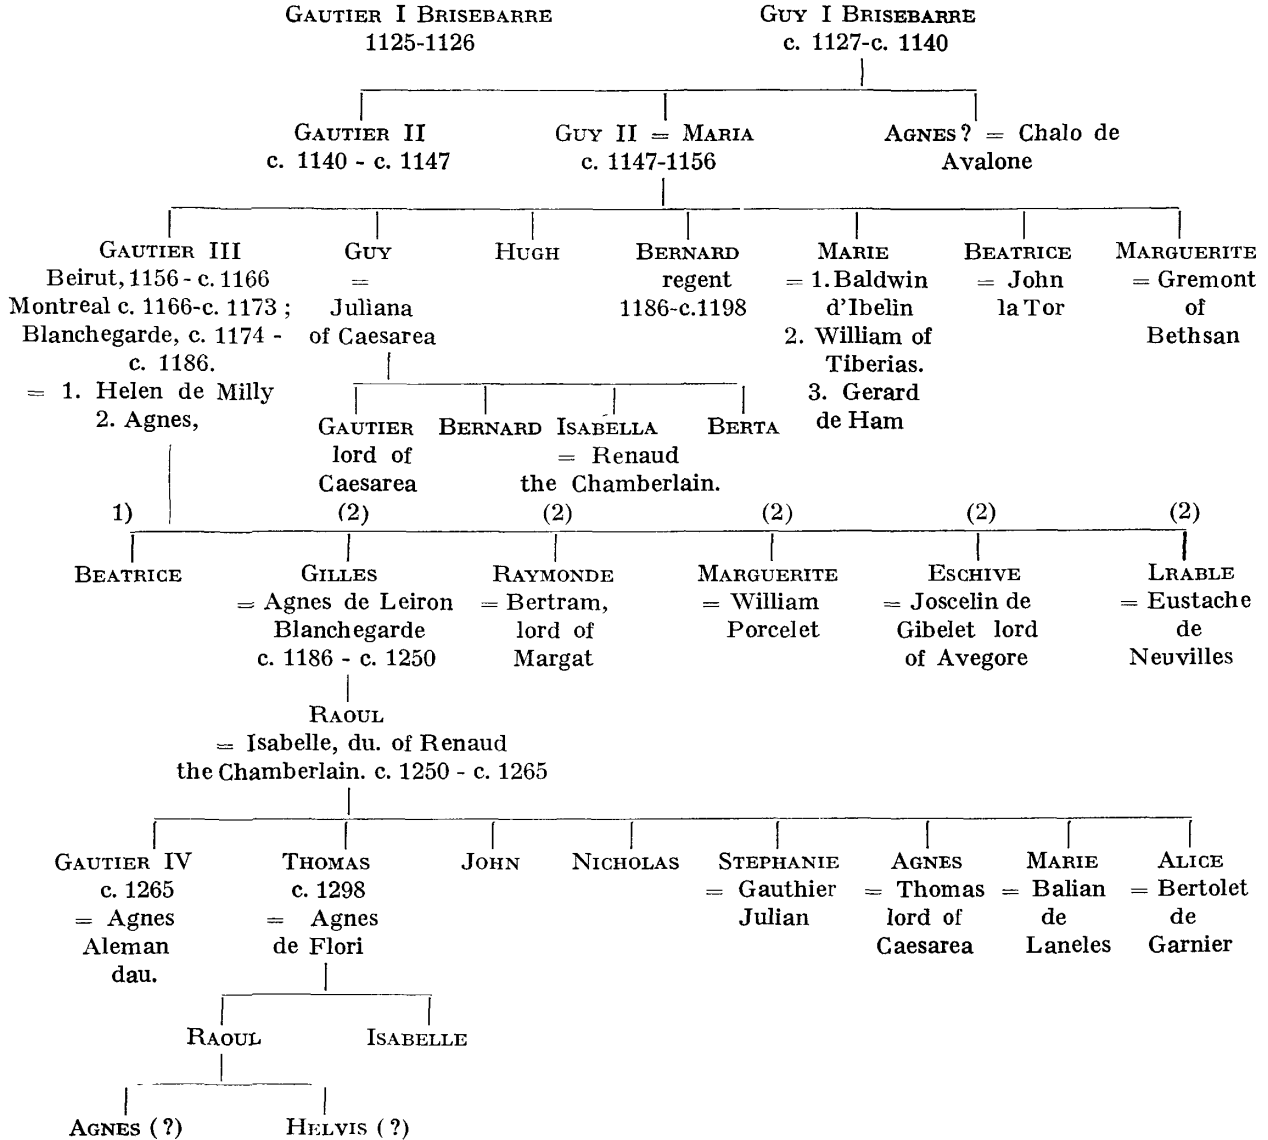 GAUTIER I BRISEBARRE
1125-1126
GUY I BRISEBARRE
c. 1127-c. 1140
GAUTIER II
c. 1140 - c. 1147
GUY II = MARIA
c. 1147-1156
AGNES? = Chalo de
Avalone
GAUTIER III
Beirut, 1156 - c. 1166
Montreal c. 1166-c. 1173 ;
Blanchegarde, c. 1174 -
c. 1186.
= 1. Helen de Milly
2. Agnes,
GUY
=
Juliana
of Caesarea
HUGH
BERNARD
regent
1186-c.1198
MARIE
= 1. Baldwin
d'Ibelin
2. William of
Tiberias.
3. Gerard
de Ham
BEATRICE
= John
la Tor
MARGUERITE
= Gremont
of
Bethsan
GAUTIER
lord of
Caesarea
BERNARD
ISABELLA
= Renaud
the Chamberlain.
BERTA
1)
(2)
(2)
(2)
(2)
(2)
BEATRICE
GILLES
= Agnes de Leiron
Blanchegarde
c. 1186 - c. 1250
RAYMONDE
= Bertram,
lord of
Margat
MARGUERITE
= William
Porcelet
ESCHIVE
= Joscelin de
Gibelet lord
of Avegore
LRABLE
= Eustache
de
Neuvilles
RAOUL
= Isabelle, du. of Renaud
the Chamberlain. c. 1250 - c. 1265
GAUTIER IV
c. 1265
= Agnes
Aleman
dau.
THOMAS
c. 1298
= Agnes
de Flori
JOHN
NICHOLAS
STEPHANIE
= Gauthier
Julian
AGNES
= Thomas
lord of
Caesarea
MARIE
= Balian
de
Laneles
ALICE
= Bertolet
de
Garnier
RAOUL
ISABELLE
AGNES (?)
HELVIS (?)